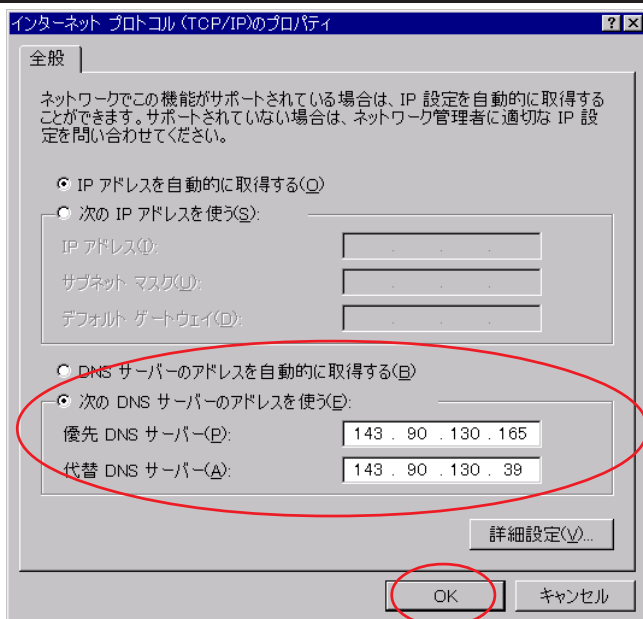 インターネット プロトコル (TCP/IP)のプロパティ
全般
ネットワークでこの機能がサポートされている場合は、IP 設定を自動的に取得する
ことができます。サポートされていない場合は、ネットワーク管理者に適切な IP 設
定を問い合わせてください。
IP アドレスを自動的に取得する(O)
次の IP アドレスを使う(S):
IP アドレス(I):
サブネット マスク(U):
デフォルト ゲートウェイ(D):
DNS サーバーのアドレスを自動的に取得する(B)
次の DNS サーバーのアドレスを使う(E):
優先 DNS サーバー(P): 143 . 90 . 130 . 165
代替 DNS サーバー(A): 143 . 90 . 130 . 39
詳細設定(V)...
OK キャンセル